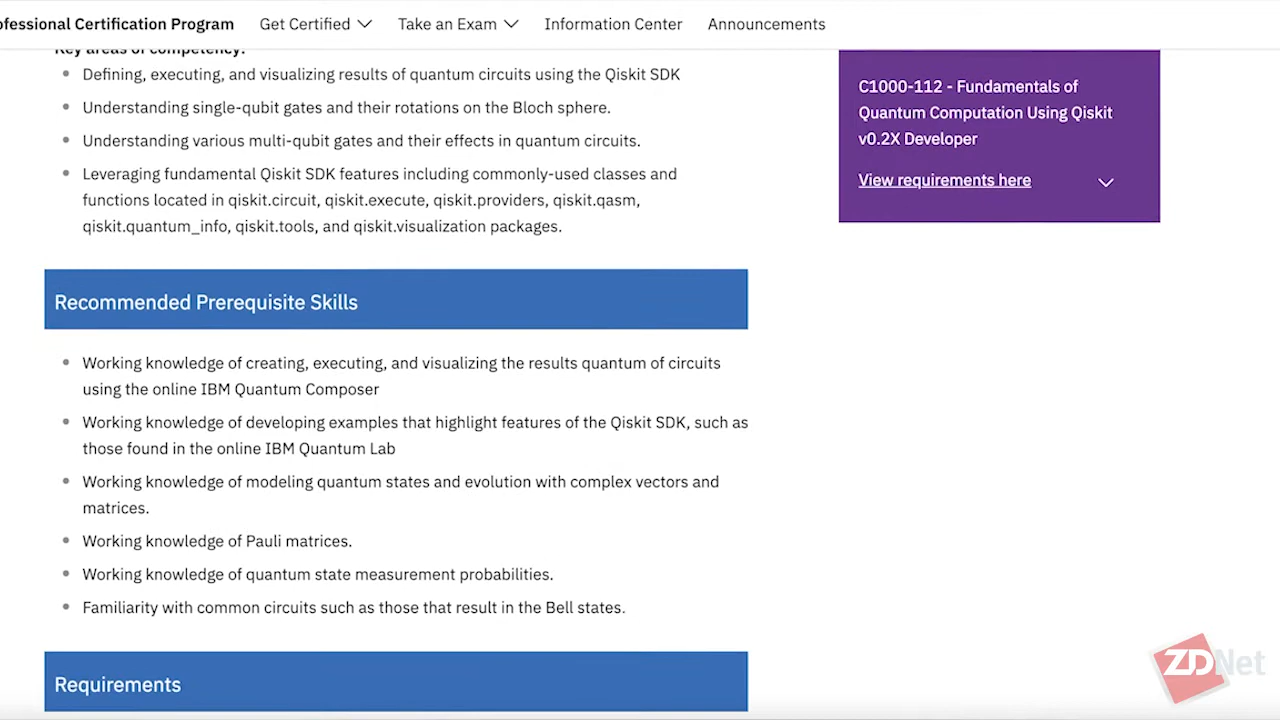 ofessional Certification Program Get Certified Take an Exam Information Center Announcements
Key areas of competency:
Defining, executing, and visualizing results of quantum circuits using the Qiskit SDK
Understanding single-qubit gates and their rotations on the Bloch sphere.
Understanding various multi-qubit gates and their effects in quantum circuits.
Leveraging fundamental Qiskit SDK features including commonly-used classes and
functions located in qiskit.circuit, qiskit.execute, qiskit.providers, qiskit.qasm,
qiskit.quantum_info, qiskit.tools, and qiskit.visualization packages.
C1000-112 - Fundamentals of
Quantum Computation Using Qiskit
v0.2X Developer
View requirements here
Recommended Prerequisite Skills
Working knowledge of creating, executing, and visualizing the results quantum of circuits
using the online IBM Quantum Composer
Working knowledge of developing examples that highlight features of the Qiskit SDK, such as
those found in the online IBM Quantum Lab
Working knowledge of modeling quantum states and evolution with complex vectors and
matrices.
Working knowledge of Pauli matrices.
Working knowledge of quantum state measurement probabilities.
Familiarity with common circuits such as those that result in the Bell states.
Requirements
ZDNet